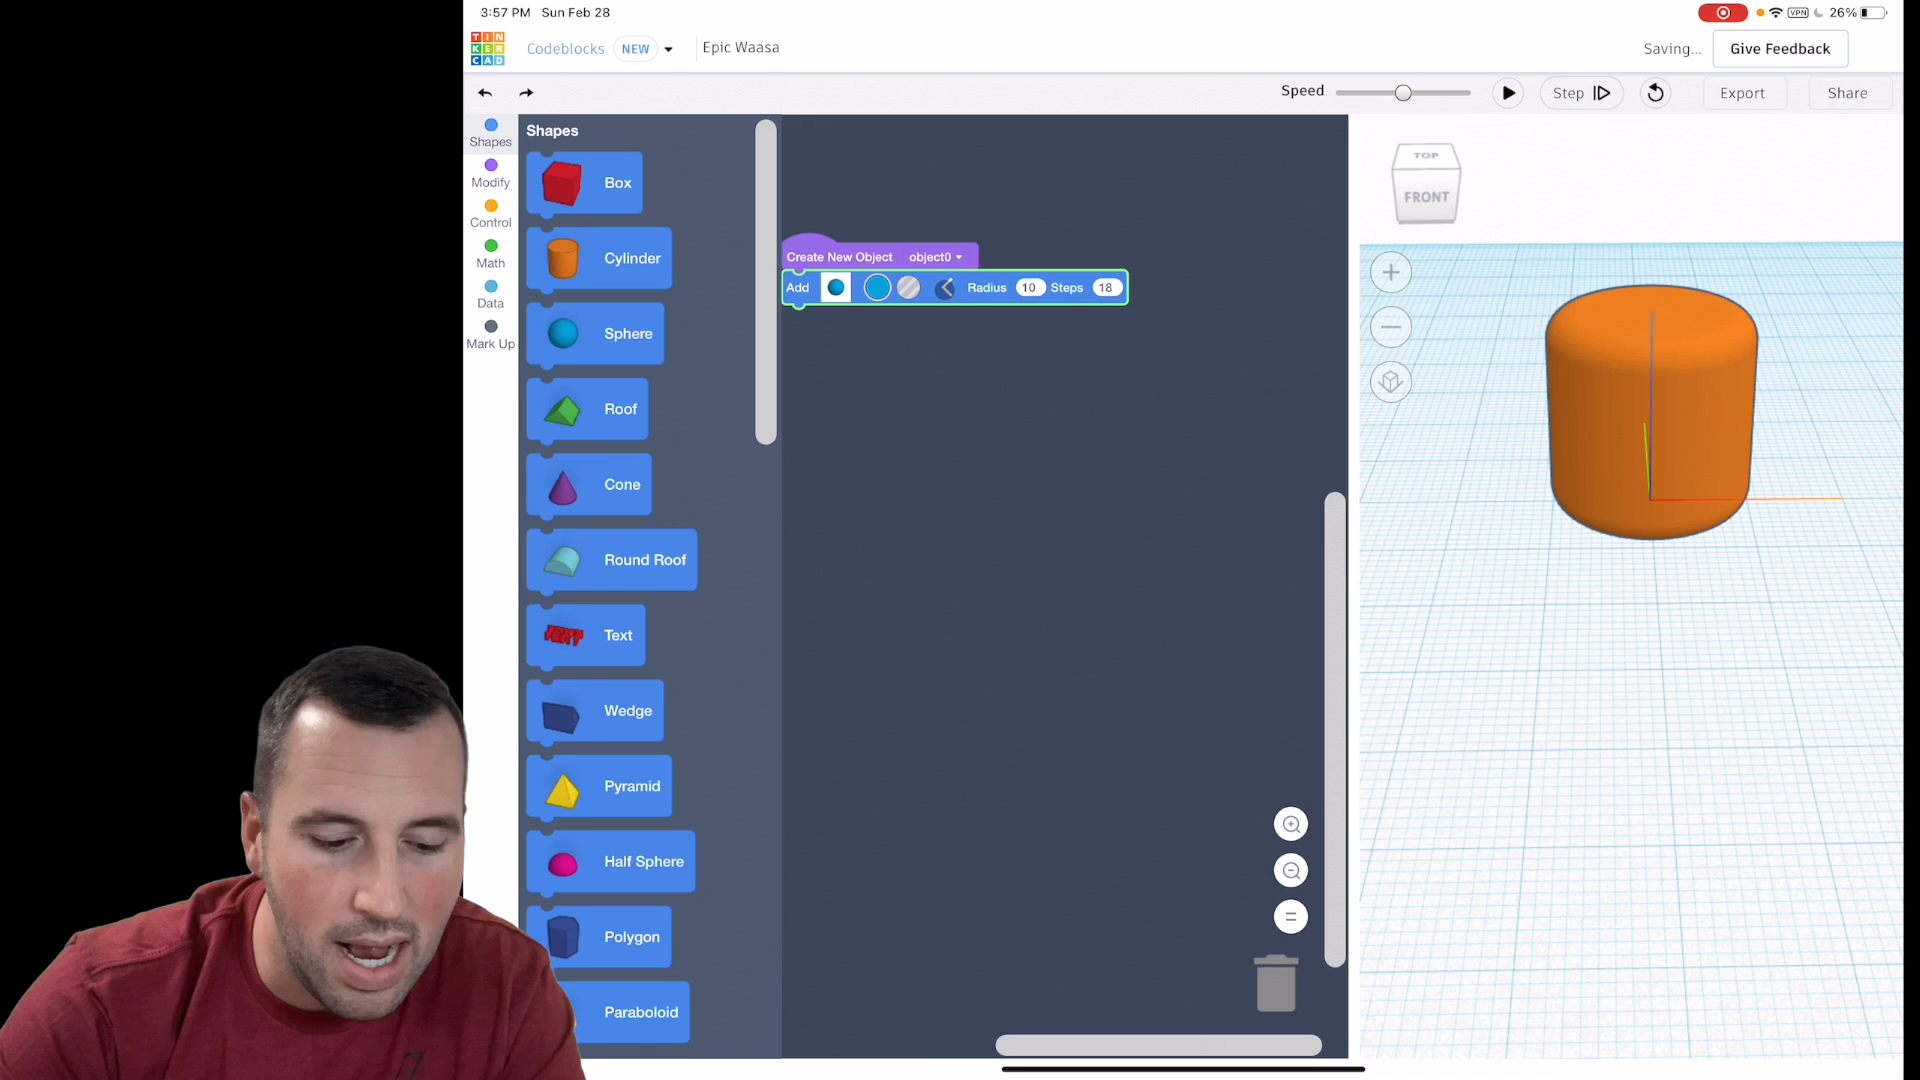 3:57 PM Sun Feb 28
VPN 26%
TIN
KER
CAD
Codeblocks NEW Epic Waasa
Saving... Give Feedback
Speed Step Export Share
Shapes
Modify
Control
Math
Data
Mark Up
Shapes
Box
Cylinder
Sphere
Roof
Cone
Round Roof
Text
Wedge
Pyramid
Half Sphere
Polygon
Paraboloid
Create New Object object0
Add Radius 10 Steps 18
TOP
FRONT